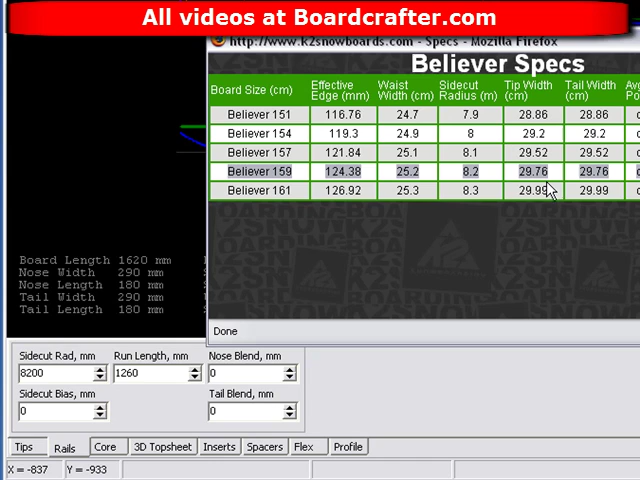 All videos at Boardcrafter.com
http://www.k2snowboards.com - Specs - Mozilla Firefox
Believer Specs
Board Size (cm) Effective Edge (mm) Waist Width (cm) Sidecut Radius (m) Tip Width (cm) Tail Width (cm)
Believer 151 116.76 24.7 7.9 28.86 28.86
Believer 154 119.3 24.9 8 29.2 29.2
Believer 157 121.84 25.1 8.1 29.52 29.52
Believer 159 124.38 25.2 8.2 29.76 29.76
Believer 161 126.92 25.3 8.3 29.99 29.99
Board Length 1620 mm
Nose Width 290 mm
Nose Length 180 mm
Tail Width 290 mm
Tail Length 180 mm
Done
Sidecut Rad, mm Run Length, mm Nose Blend, mm
8200 1260 0
Sidecut Bias, mm Tail Blend, mm
0 0
Tips Rails Core 3D Topsheet Inserts Spacers Flex Profile
X = -837 Y = -933